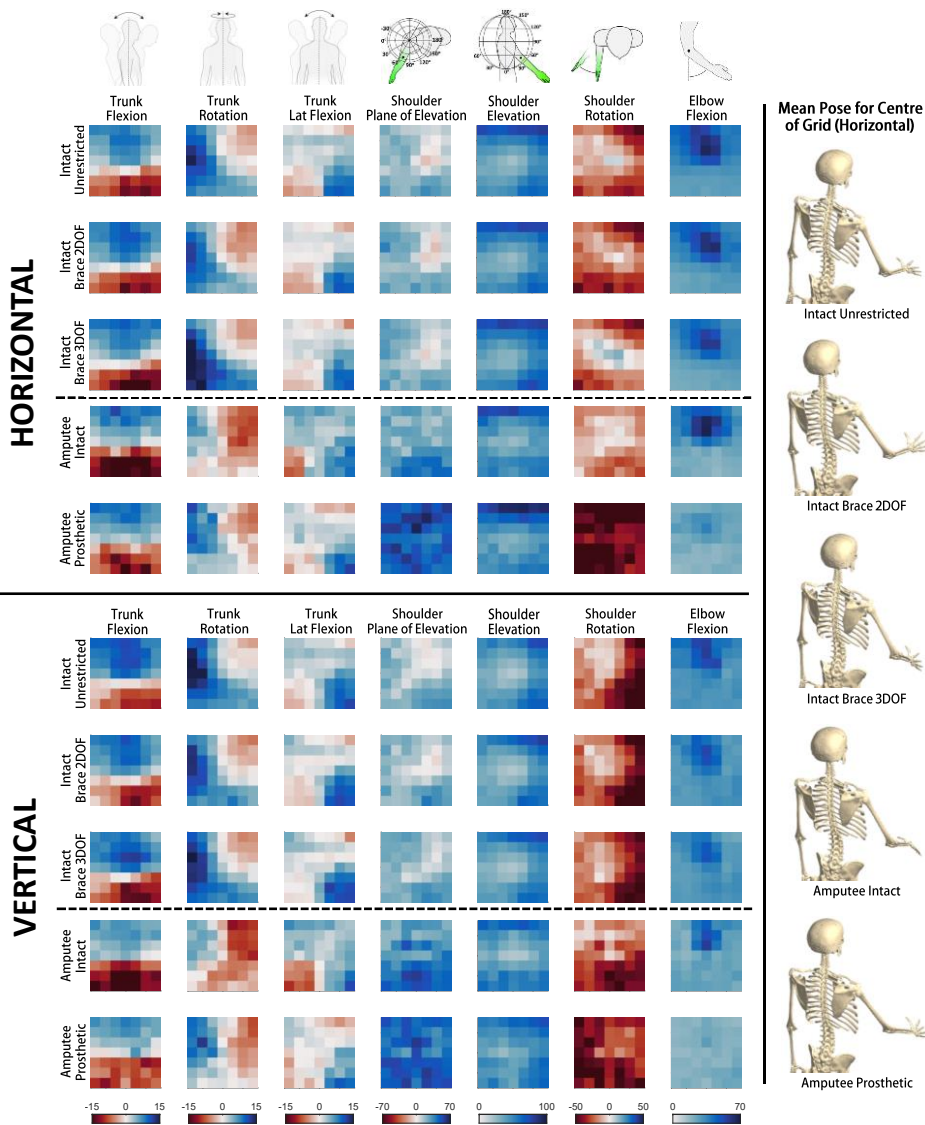 Trunk
Flexion
Trunk
Rotation
Trunk
Lat Flexion
Shoulder
Plane of Elevation
Shoulder
Elevation
Shoulder
Rotation
Elbow
Flexion
Mean Pose for Centre
of Grid (Horizontal)
HORIZONTAL
Intact
Unrestricted
Intact
Brace 2DOF
Intact
Brace 3DOF
Amputee
Intact
Amputee
Prosthetic
Intact Unrestricted
Intact Brace 2DOF
Intact Brace 3DOF
Amputee Intact
Amputee Prosthetic
Trunk
Flexion
Trunk
Rotation
Trunk
Lat Flexion
Shoulder
Plane of Elevation
Shoulder
Elevation
Shoulder
Rotation
Elbow
Flexion
VERTICAL
Intact
Unrestricted
Intact
Brace 2DOF
Intact
Brace 3DOF
Amputee
Intact
Amputee
Prosthetic
-15 0 15
-15 0 15
-15 0 15
-70 0 70
0 100
-50 0 50
0 70